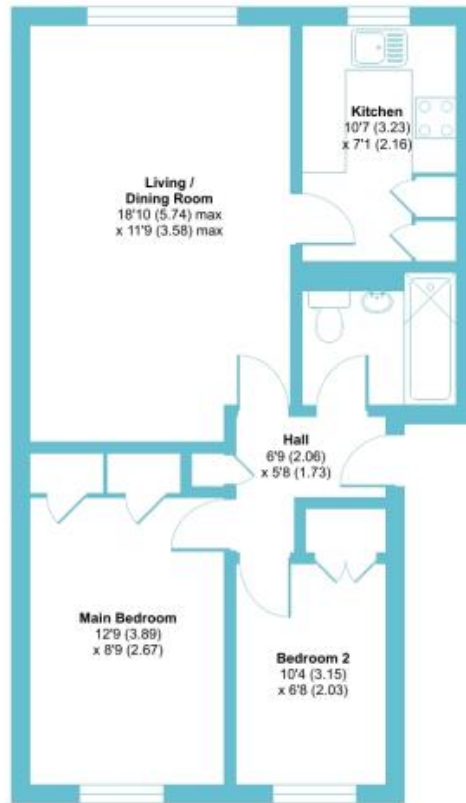 Kitchen
10'7 (3.23)
x 7'1 (2.16)
Living /
Dining Room
18'10 (5.74) max
x 11'9 (3.58) max
Hall
6'9 (2.06)
x 5'8 (1.73)
Main Bedroom
12'9 (3.89)
x 8'9 (2.67)
Bedroom 2
10'4 (3.15)
x 6'8 (2.03)